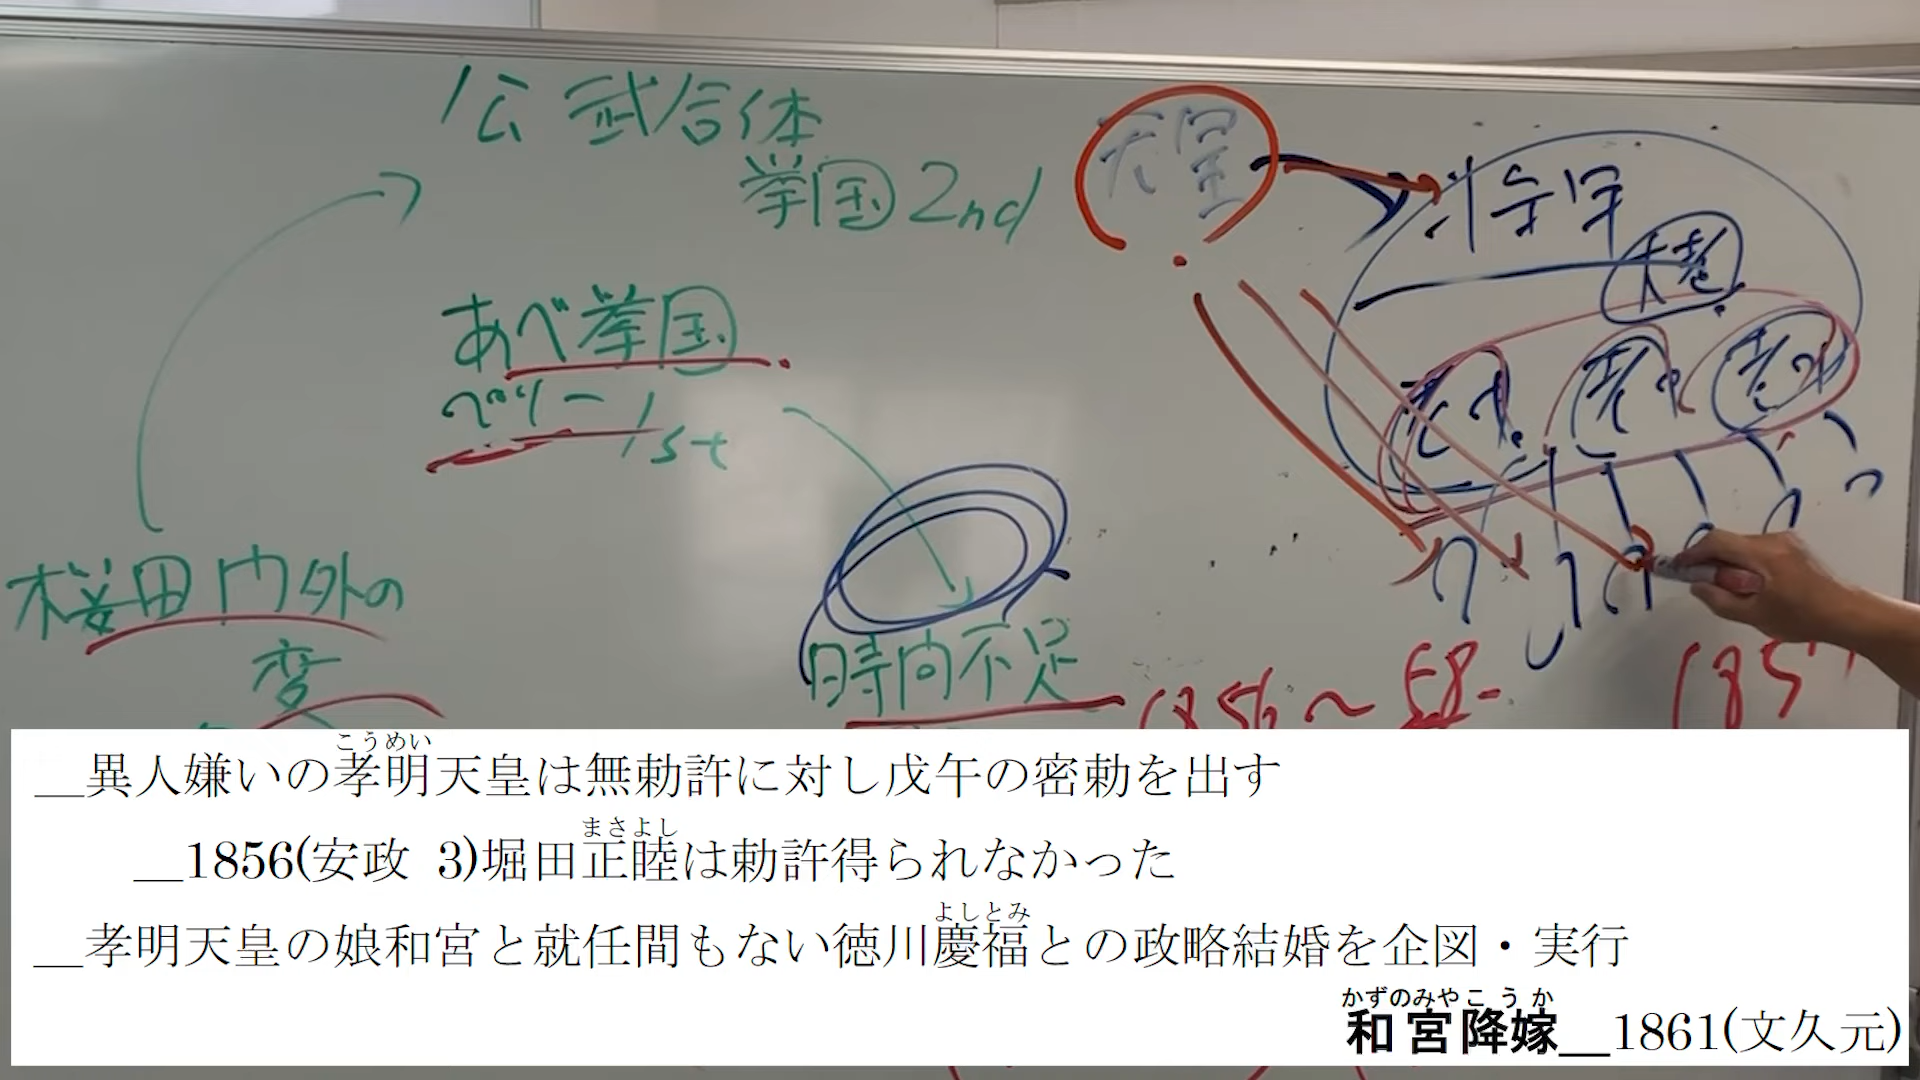 公武合体
挙国2nd
天皇
将軍
大老
あべ挙国
ペリー 1st
老中
老中
老中
桜田門外の
変
時間不足
1856~58
185
こうめい
__異人嫌いの孝明天皇は無勅許に対し戊午の密勅を出す
まさよし
__1856(安政 3)堀田正睦は勅許得られなかった
よしとみ
__孝明天皇の娘和宮と就任間もない徳川慶福との政略結婚を企図・実行
かずのみやこうか
和宮降嫁__1861(文久元)